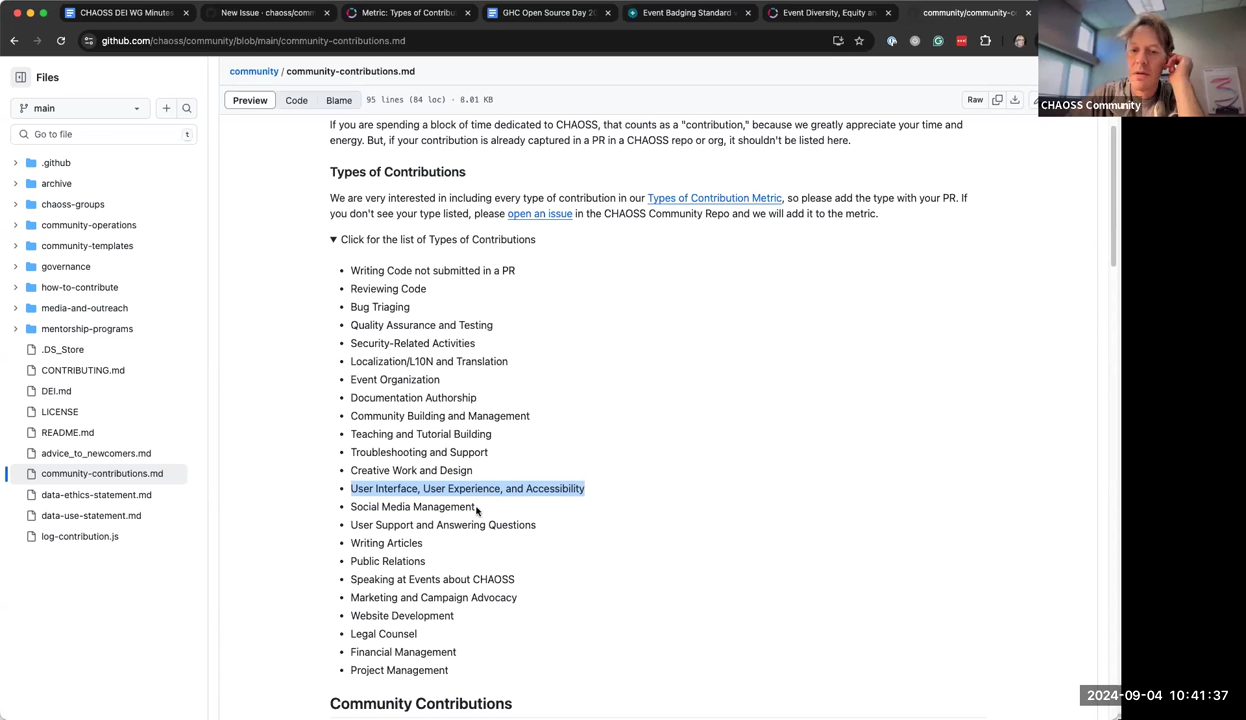 CHAOSS DEI WG Minutes
New Issue · chaoss/comm
Metric: Types of Contribu
GHC Open Source Day 20
Event Badging Standard
Event Diversity, Equity an
community/community-c
github.com/chaoss/community/blob/main/community-contributions.md
CHAOSS Community
Files
main
Go to file
t
.github
archive
chaoss-groups
community-operations
community-templates
governance
how-to-contribute
media-and-outreach
mentorship-programs
.DS_Store
CONTRIBUTING.md
DEI.md
LICENSE
README.md
advice_to_newcomers.md
community-contributions.md
data-ethics-statement.md
data-use-statement.md
log-contribution.js
community / community-contributions.md
Preview Code Blame 95 lines (84 loc) · 8.01 KB Raw
If you are spending a block of time dedicated to CHAOSS, that counts as a "contribution," because we greatly appreciate your time and
energy. But, if your contribution is already captured in a PR in a CHAOSS repo or org, it shouldn't be listed here.
Types of Contributions
We are very interested in including every type of contribution in our Types of Contribution Metric, so please add the type with your PR. If
you don't see your type listed, please open an issue in the CHAOSS Community Repo and we will add it to the metric.
▼ Click for the list of Types of Contributions
• Writing Code not submitted in a PR
• Reviewing Code
• Bug Triaging
• Quality Assurance and Testing
• Security-Related Activities
• Localization/L10N and Translation
• Event Organization
• Documentation Authorship
• Community Building and Management
• Teaching and Tutorial Building
• Troubleshooting and Support
• Creative Work and Design
• User Interface, User Experience, and Accessibility
• Social Media Management
• User Support and Answering Questions
• Writing Articles
• Public Relations
• Speaking at Events about CHAOSS
• Marketing and Campaign Advocacy
• Website Development
• Legal Counsel
• Financial Management
• Project Management
Community Contributions
2024-09-04 10:41:37